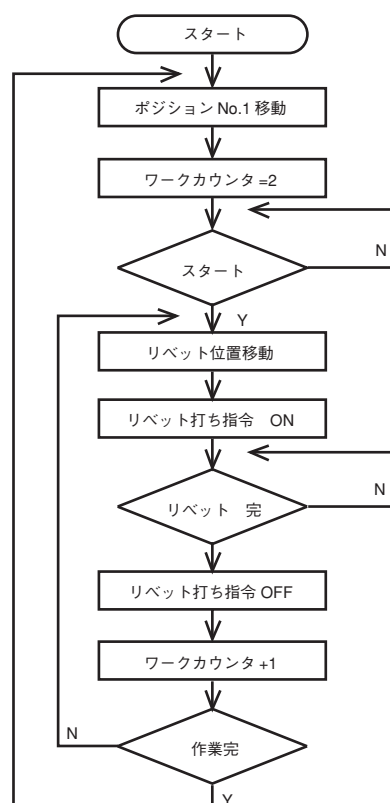 スタート
ポジション No.1 移動
ワークカウンタ =2
スタート
N
Y
リベット位置移動
リベット打ち指令　ON
リベット　完
N
リベット打ち指令 OFF
ワークカウンタ +1
作業完
N
Y